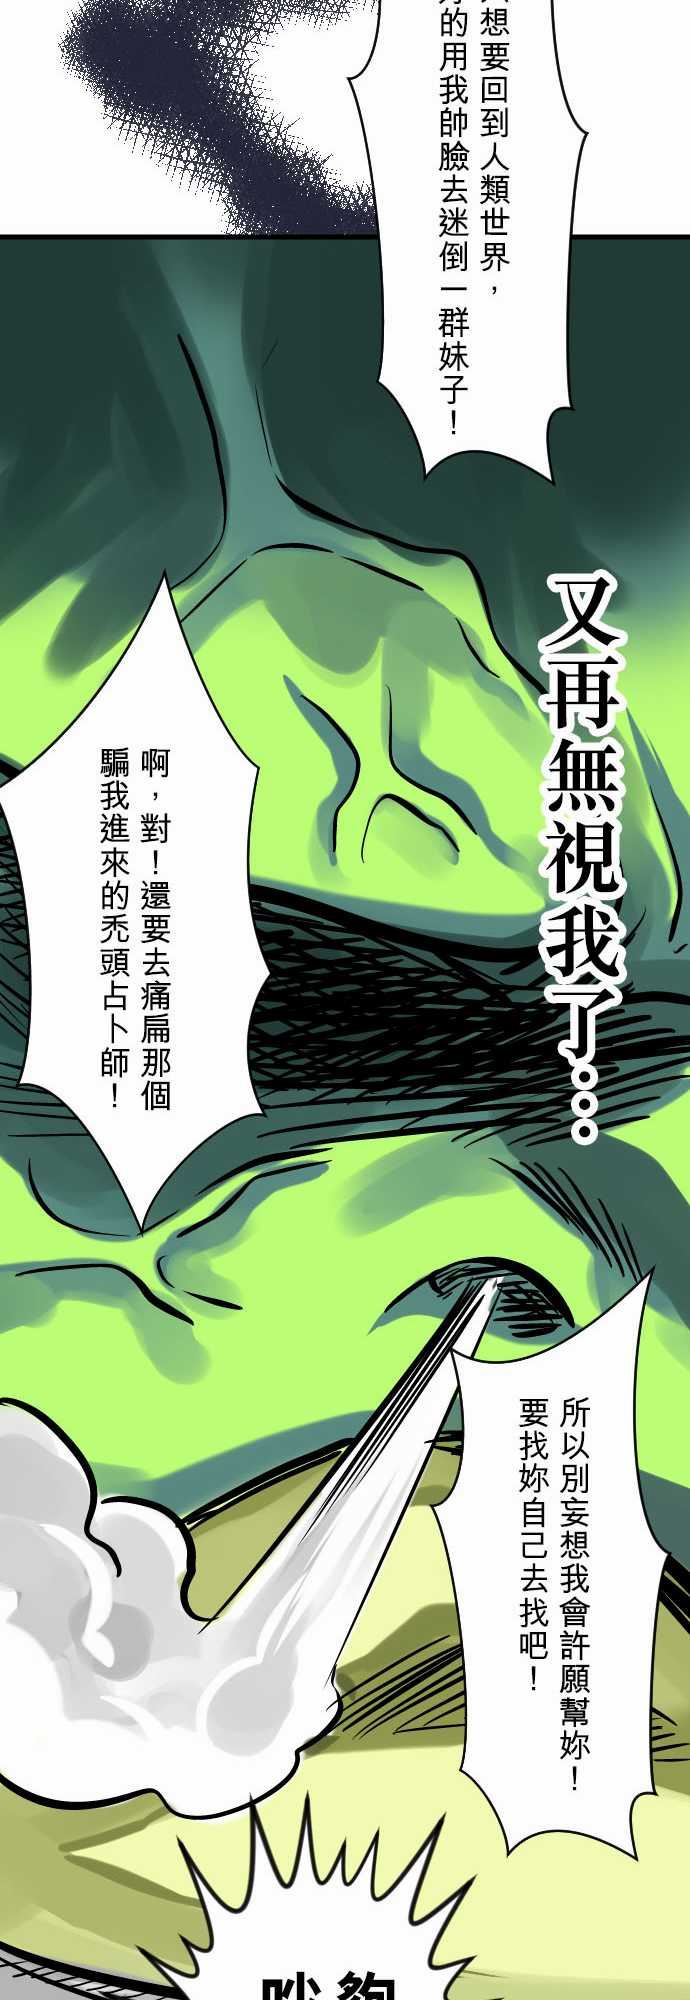 想要回到人類世界，
的用我帥臉去迷倒一群妹子！
又再無視我了...
啊，對！還要去痛扁那個
騙我進來的禿頭占卜師！
所以別妄想我會許願幫妳！
要找妳自己去找吧！